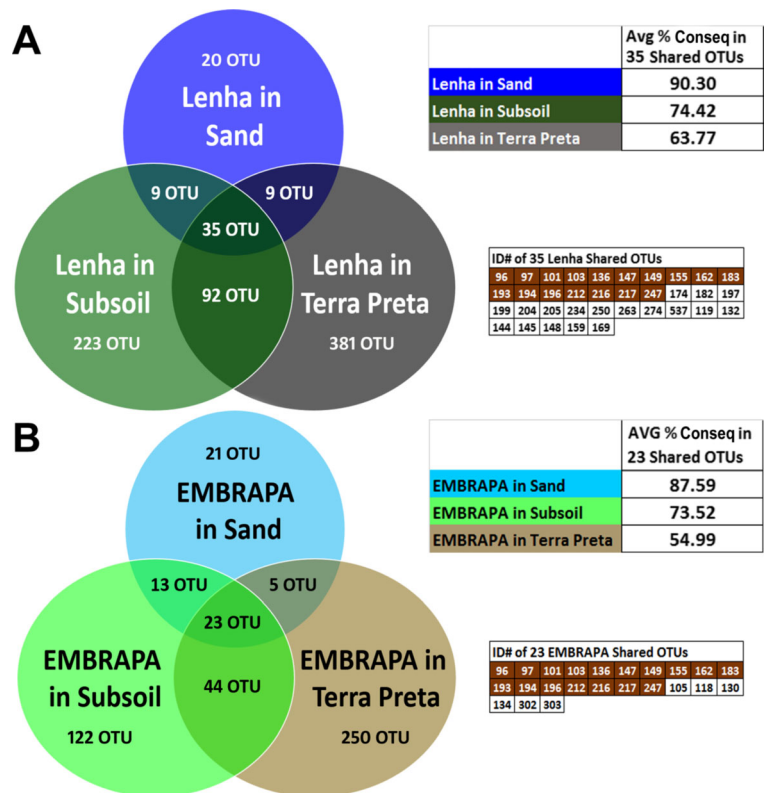 A
20 OTU
Lenha in
Sand
9 OTU
9 OTU
35 OTU
Lenha in
Subsoil
92 OTU
Lenha in
Terra Preta
223 OTU
381 OTU
Avg % Conseq in
35 Shared OTUs
Lenha in Sand 90.30
Lenha in Subsoil 74.42
Lenha in Terra Preta 63.77
ID# of 35 Lenha Shared OTUs
96 97 101 103 136 147 149 155 162 183
193 194 196 212 216 217 247 174 182 197
199 204 205 234 250 263 274 537 119 132
144 145 148 159 169
B
21 OTU
EMBRAPA
in Sand
13 OTU
5 OTU
23 OTU
EMBRAPA
in Subsoil
44 OTU
EMBRAPA in
Terra Preta
122 OTU
250 OTU
AVG % Conseq in
23 Shared OTUs
EMBRAPA in Sand 87.59
EMBRAPA in Subsoil 73.52
EMBRAPA in Terra Preta 54.99
ID# of 23 EMBRAPA Shared OTUs
96 97 101 103 136 147 149 155 162 183
193 194 196 212 216 217 247 105 118 130
134 302 303